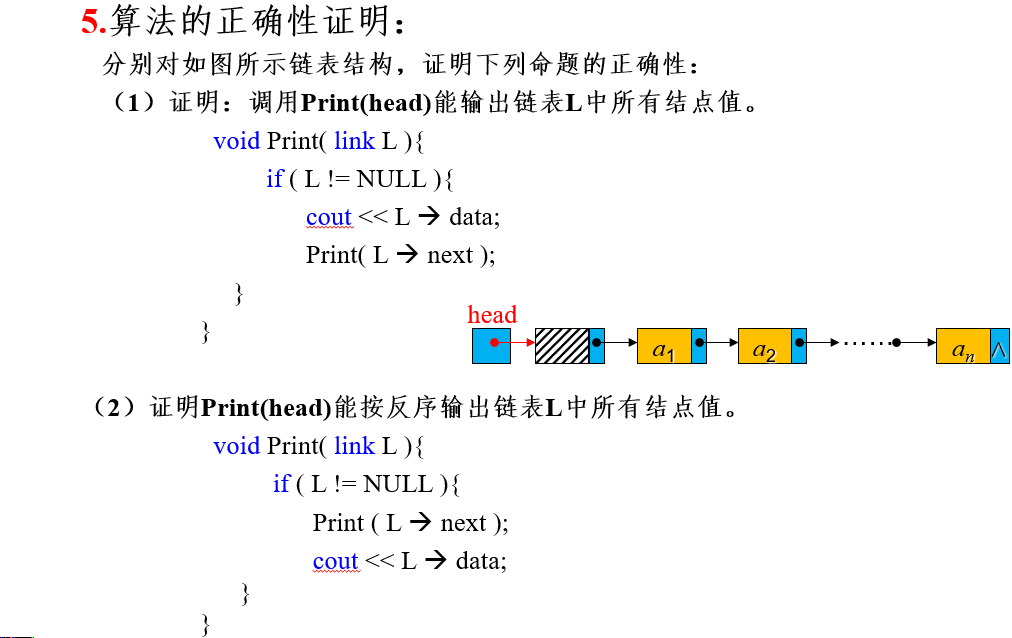 5.算法的正确性证明：
分别对如图所示链表结构，证明下列命题的正确性：
（1）证明：调用Print(head)能输出链表L中所有结点值。
void Print( link L ){
if ( L != NULL ){
cout << L → data;
Print( L → next );
}
}
head
a1 a2 ...... an ∧
（2）证明Print(head)能按反序输出链表L中所有结点值。
void Print( link L ){
if ( L != NULL ){
Print ( L → next );
cout << L → data;
}
}